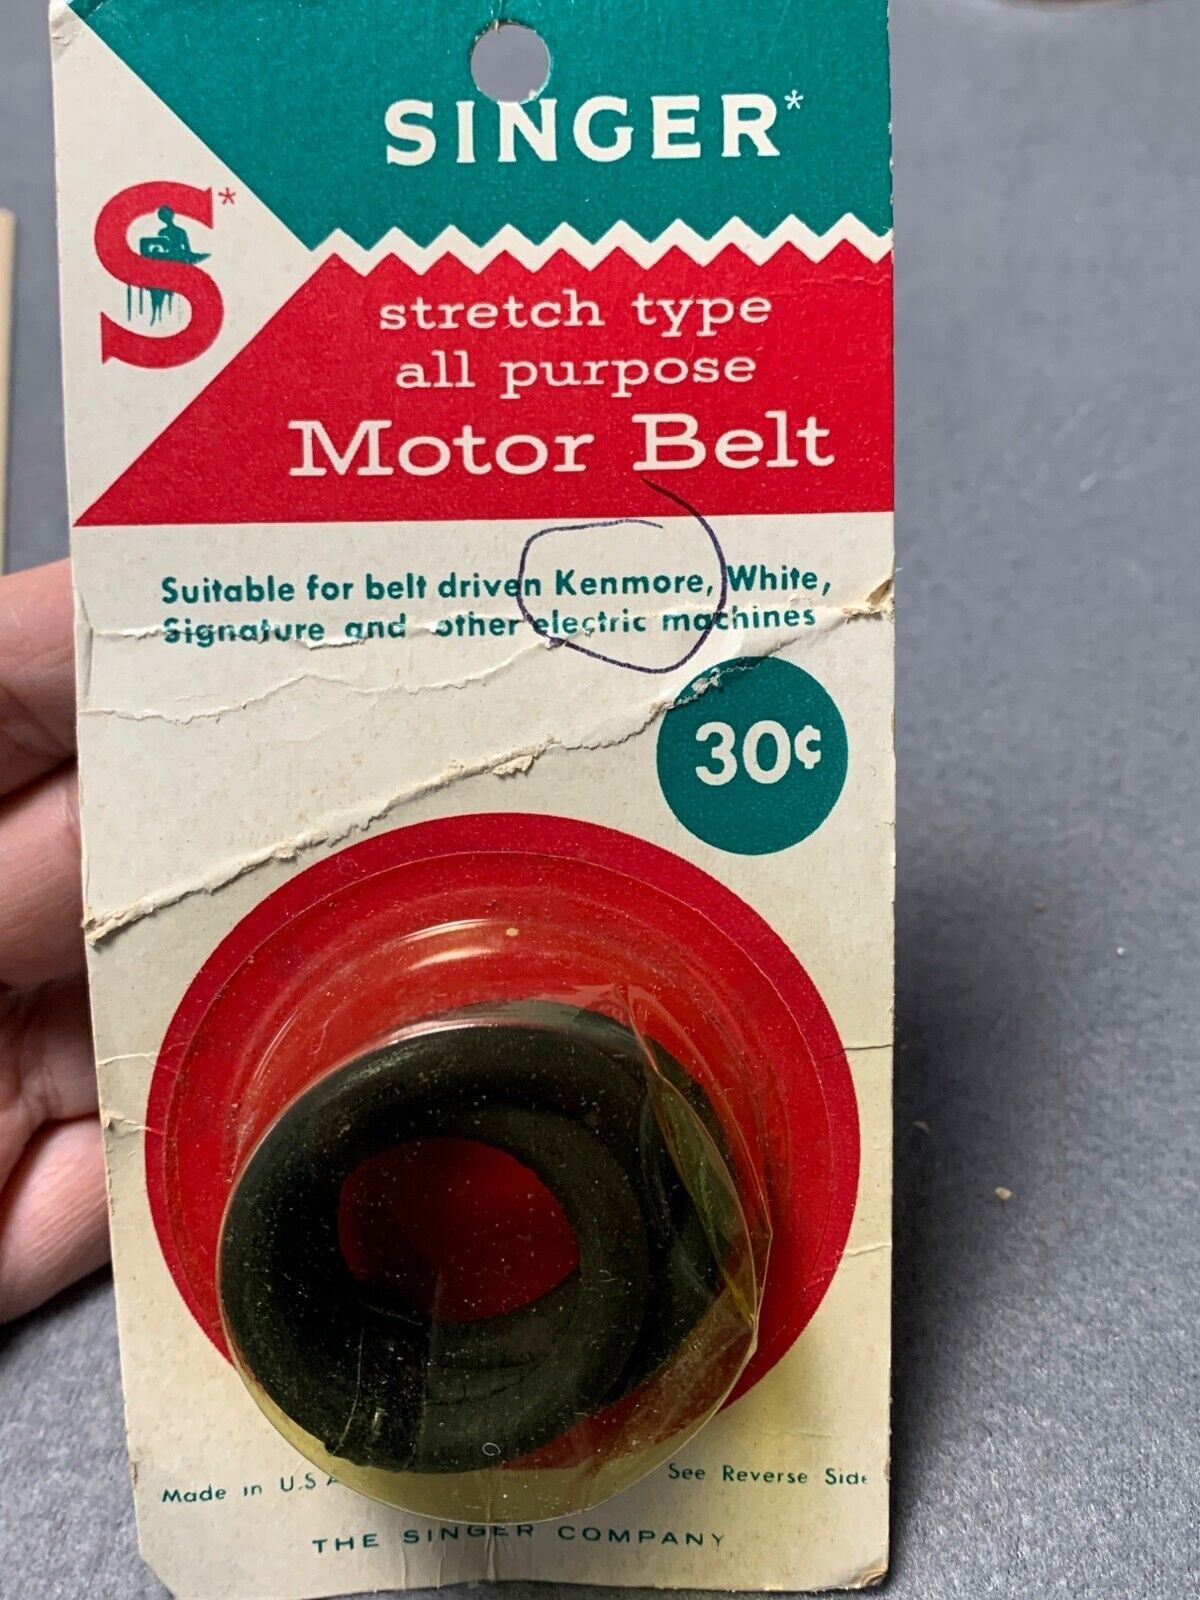 SINGER*
S*
stretch type
all purpose
Motor Belt
Suitable for belt driven Kenmore, White,
Signature and other electric machines
30¢
Made in U.S A
See Reverse Side
THE SINGER COMPANY